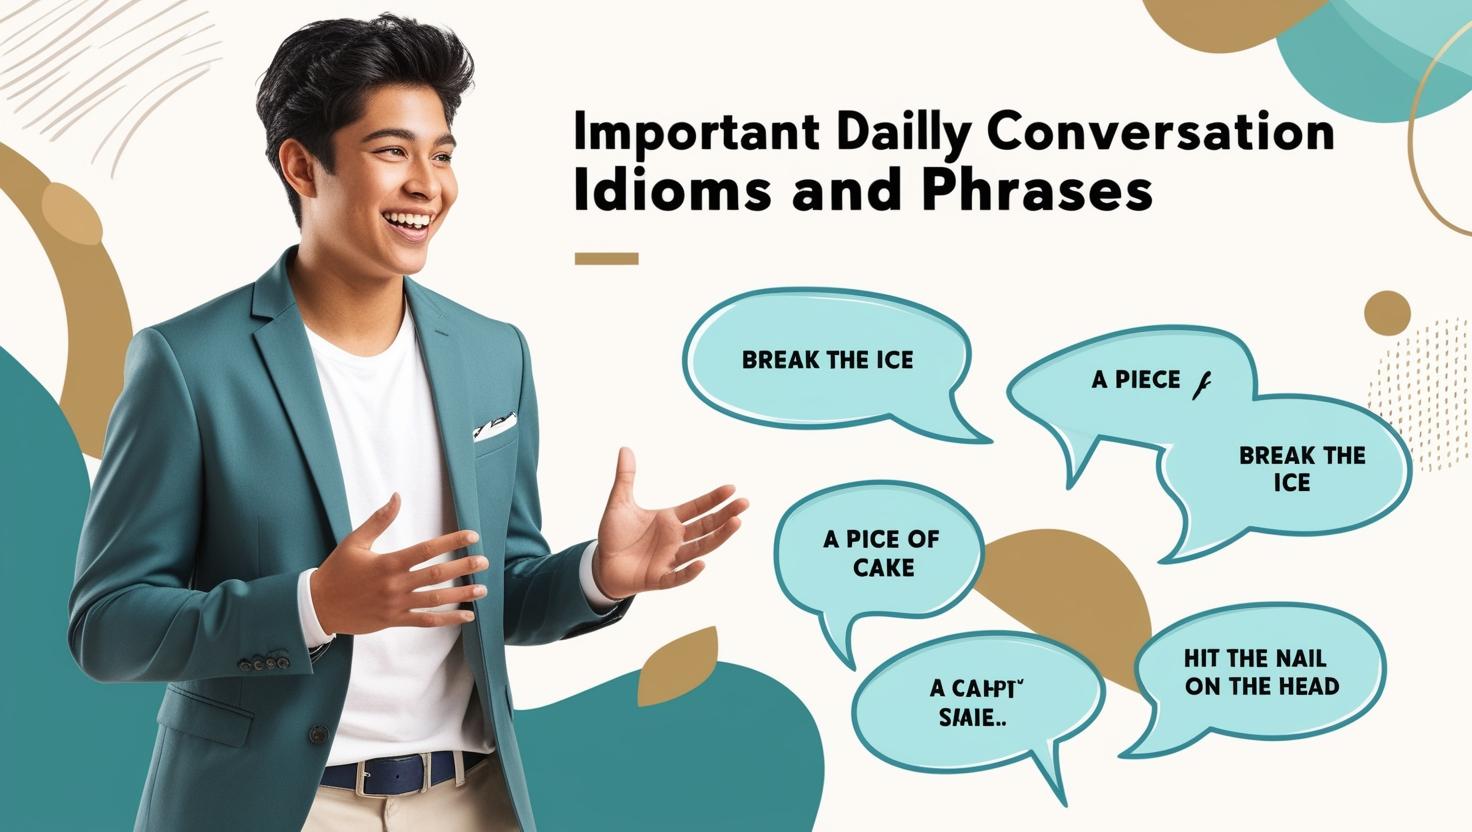 Important Dailly Conversation
Idioms and Phrases
BREAK THE ICE
A PIECE
BREAK THE
ICE
A PICE OF
CAKE
HIT THE NAIL
ON THE HEAD